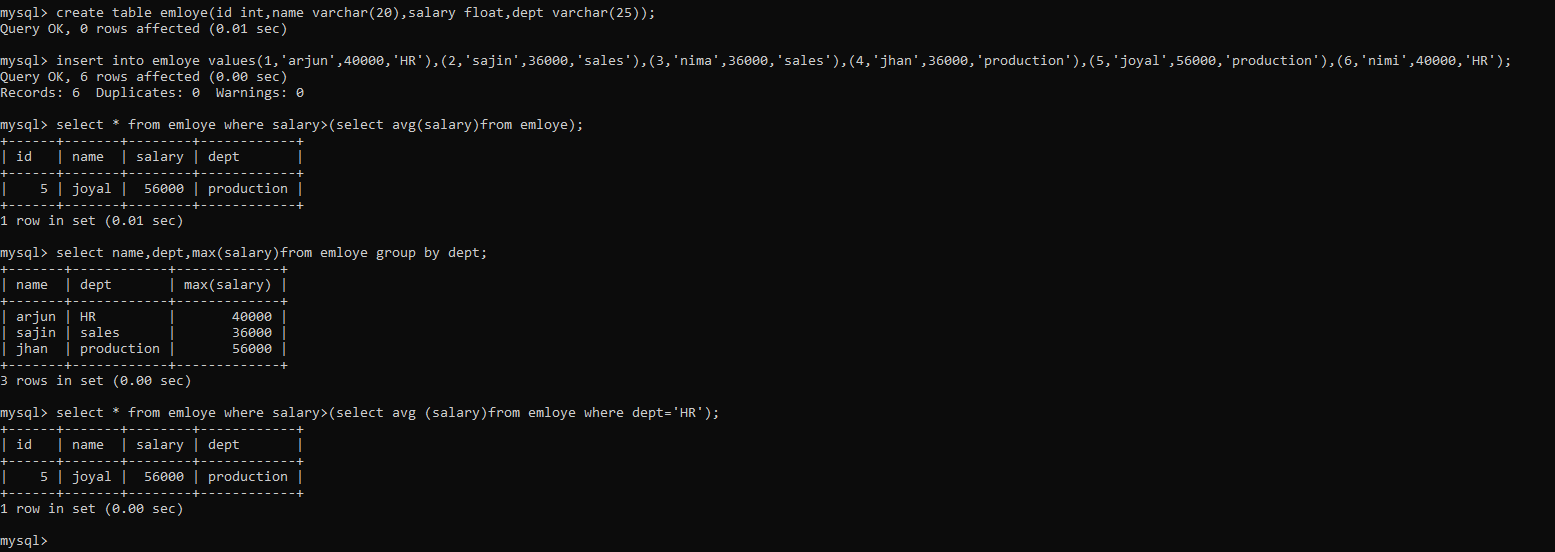 mysql> create table emloye(id int,name varchar(20),salary float,dept varchar(25));
Query OK, 0 rows affected (0.01 sec)
mysql> insert into emloye values(1,'arjun',40000,'HR'),(2,'sajin',36000,'sales'),(3,'nima',36000,'sales'),(4,'jhan',36000,'production'),(5,'joyal',56000,'production'),(6,'nimi',40000,'HR');
Query OK, 6 rows affected (0.00 sec)
Records: 6  Duplicates: 0  Warnings: 0
mysql> select * from emloye where salary>(select avg(salary)from emloye);
+------+-------+--------+------------+
| id   | name  | salary | dept       |
+------+-------+--------+------------+
|    5 | joyal |  56000 | production |
+------+-------+--------+------------+
1 row in set (0.01 sec)
mysql> select name,dept,max(salary)from emloye group by dept;
+-------+------------+-------------+
| name  | dept       | max(salary) |
+-------+------------+-------------+
| arjun | HR         |       40000 |
| sajin | sales      |       36000 |
| jhan  | production |       56000 |
+-------+------------+-------------+
3 rows in set (0.00 sec)
mysql> select * from emloye where salary>(select avg (salary)from emloye where dept='HR');
+------+-------+--------+------------+
| id   | name  | salary | dept       |
+------+-------+--------+------------+
|    5 | joyal |  56000 | production |
+------+-------+--------+------------+
1 row in set (0.00 sec)
mysql>